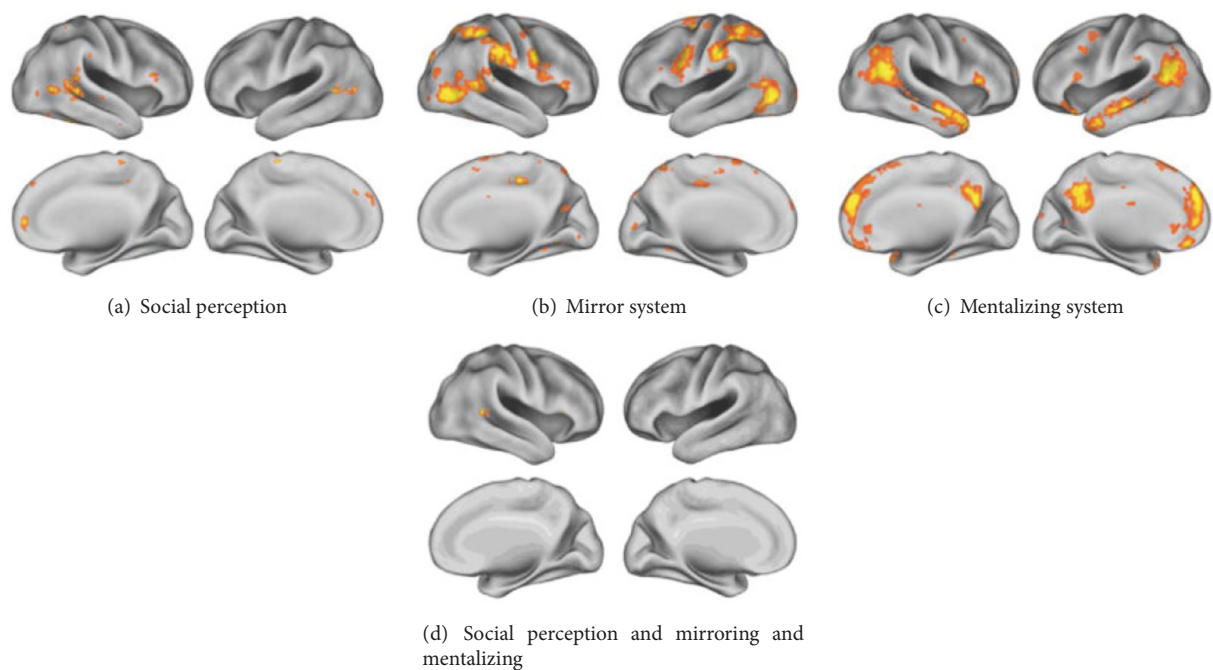 (a) Social perception
(b) Mirror system
(c) Mentalizing system
(d) Social perception and mirroring and
mentalizing